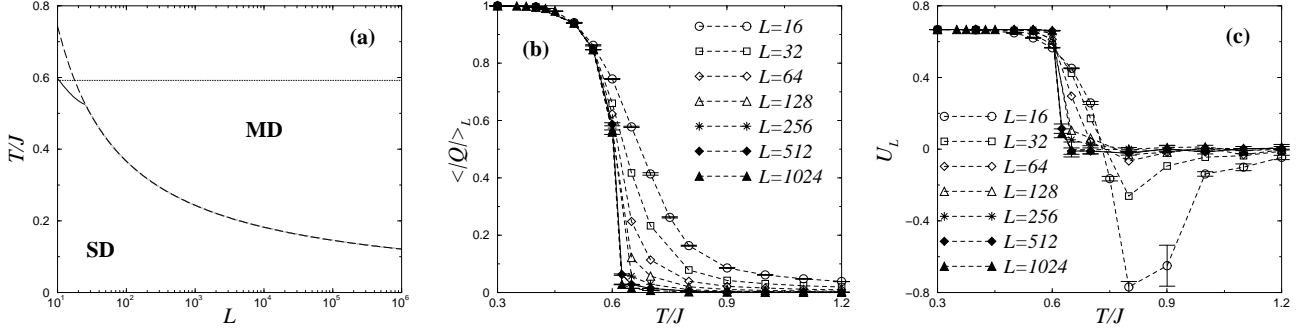 (a)
T/J
0.8
0.6
0.4
0.2
0
MD
SD
10^1
10^2
10^3
10^4
10^5
10^6
L
(b)
<|Q|>_L
1
0.8
0.6
0.4
0.2
0
L=16
L=32
L=64
L=128
L=256
L=512
L=1024
0.3
0.6
0.9
1.2
T/J
(c)
U_L
0.8
0.4
0
-0.4
-0.8
L=16
L=32
L=64
L=128
L=256
L=512
L=1024
0.3
0.6
0.9
1.2
T/J